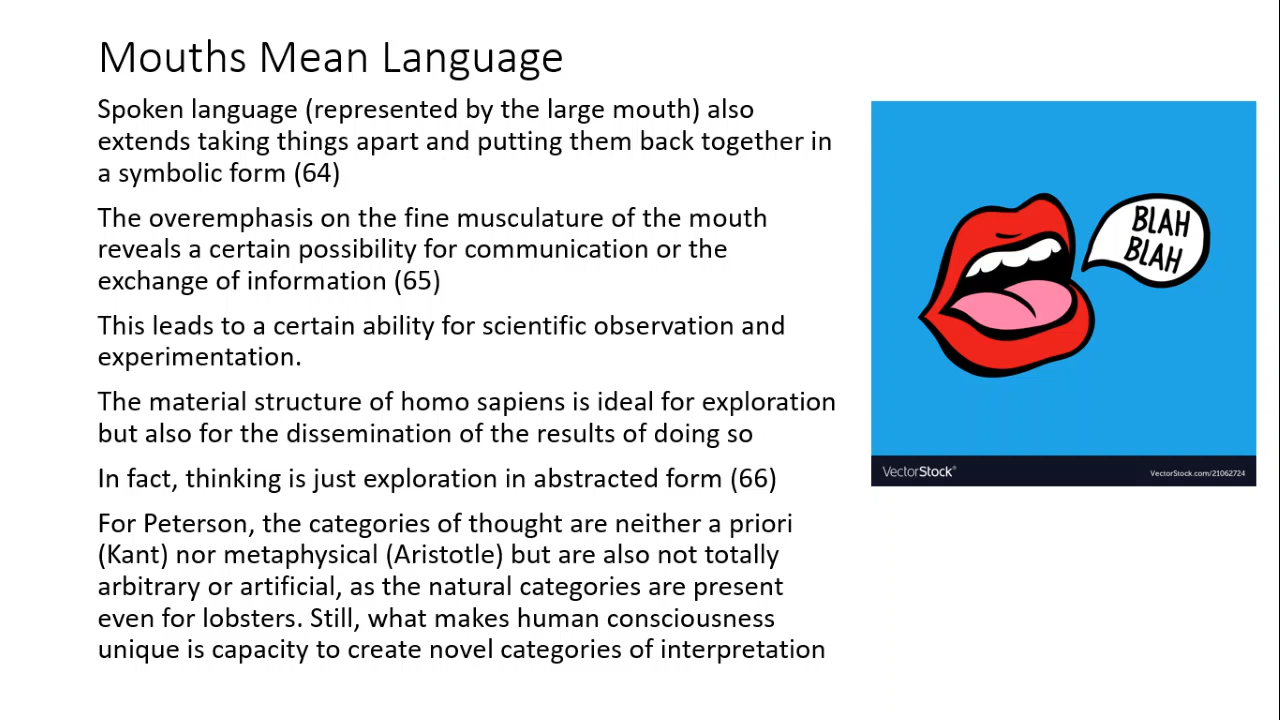 Mouths Mean Language
Spoken language (represented by the large mouth) also
extends taking things apart and putting them back together in
a symbolic form (64)
The overemphasis on the fine musculature of the mouth
reveals a certain possibility for communication or the
exchange of information (65)
This leads to a certain ability for scientific observation and
experimentation.
The material structure of homo sapiens is ideal for exploration
but also for the dissemination of the results of doing so
In fact, thinking is just exploration in abstracted form (66)
For Peterson, the categories of thought are neither a priori
(Kant) nor metaphysical (Aristotle) but are also not totally
arbitrary or artificial, as the natural categories are present
even for lobsters. Still, what makes human consciousness
unique is capacity to create novel categories of interpretation
BLAH
BLAH
VectorStock®
VectorStock.com/21062724